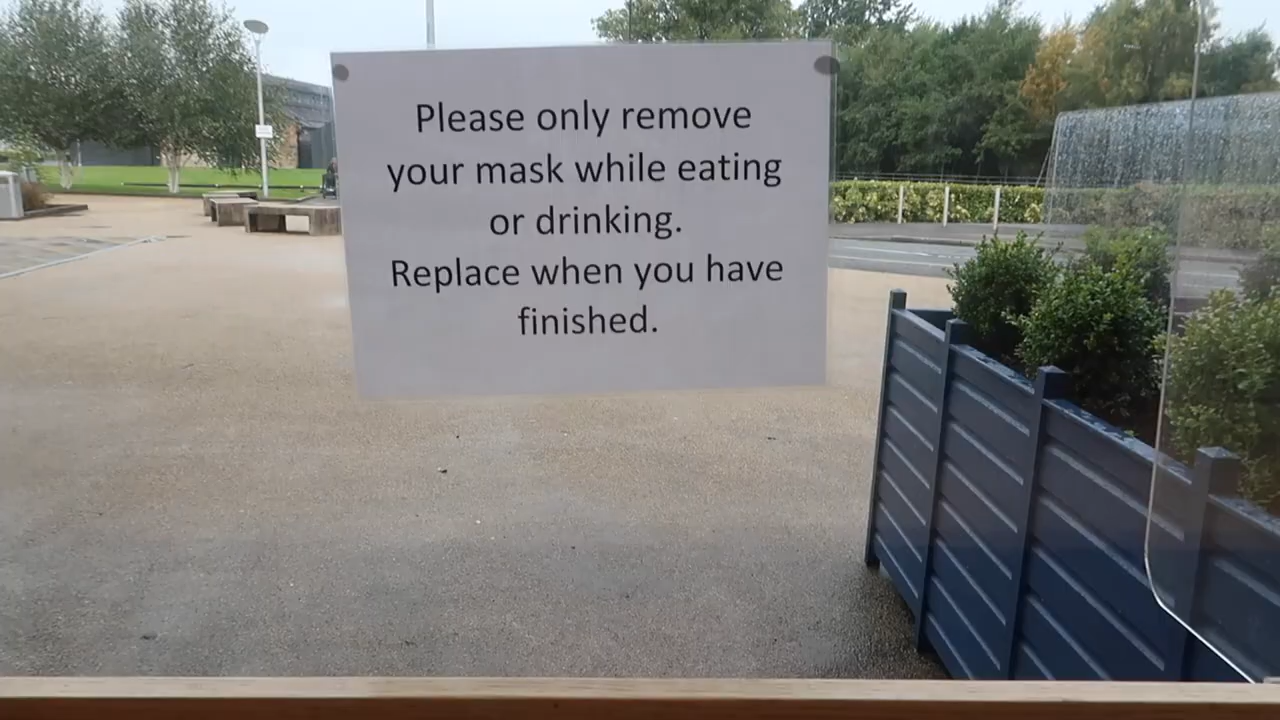 Please only remove
your mask while eating
or drinking.
Replace when you have
finished.